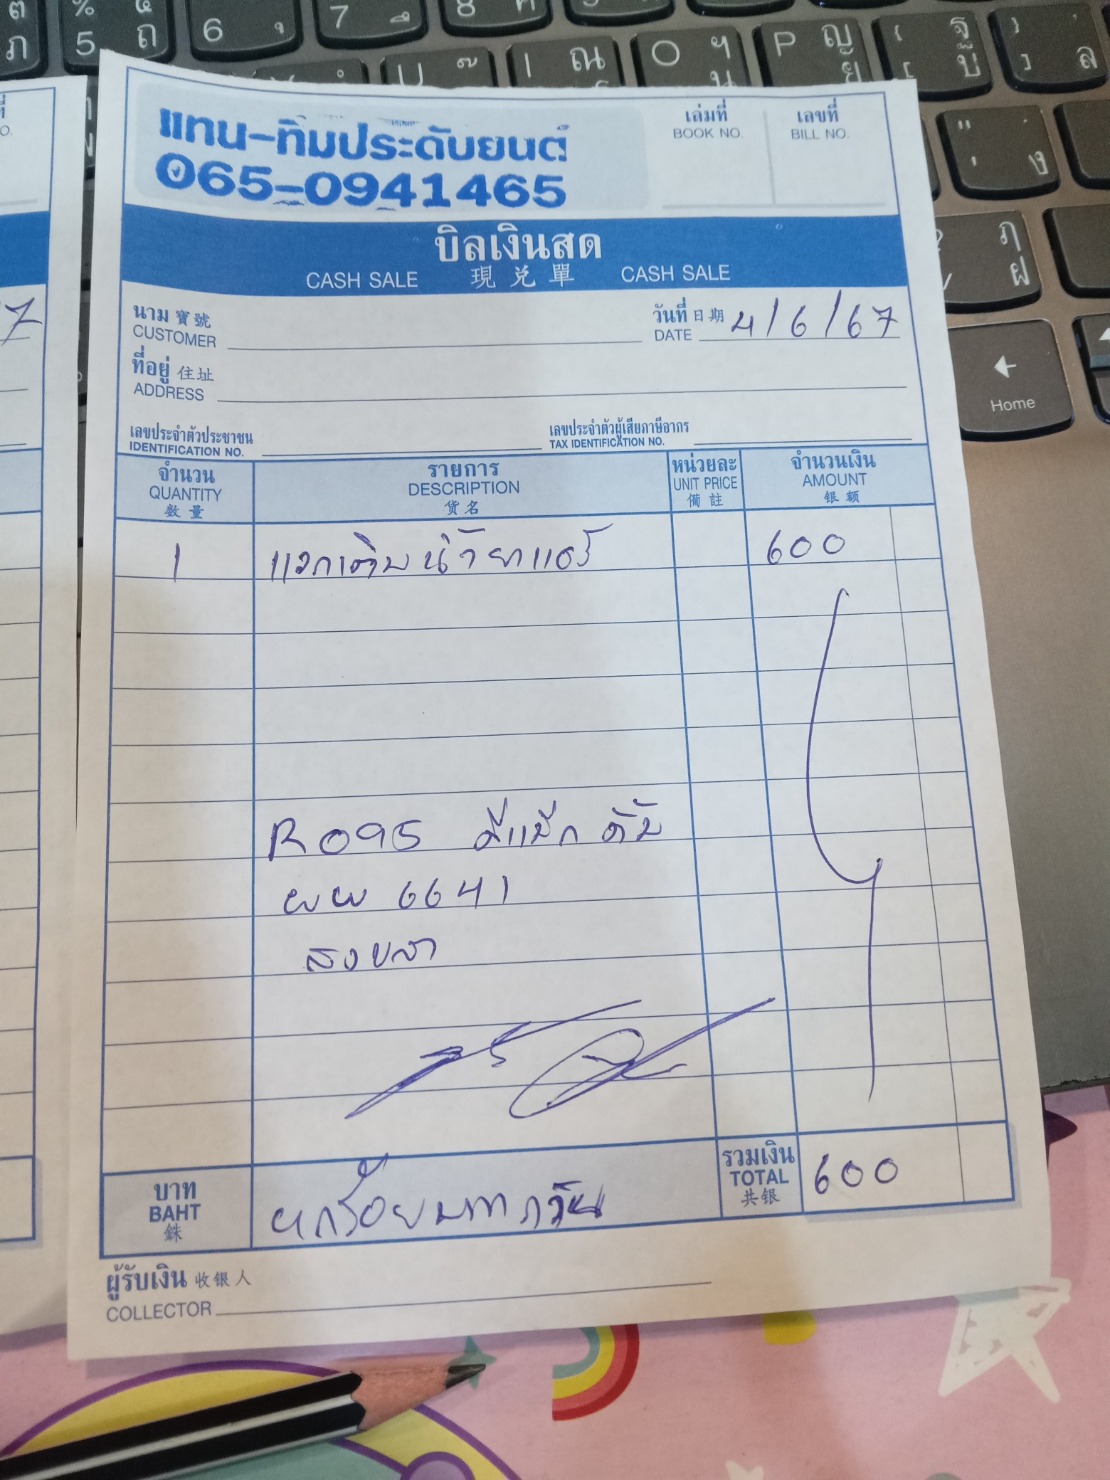 แทน-ทิมประดับยนต์
065-0941465
เล่มที่
BOOK NO.
เลขที่
BILL NO.
บิลเงินสด
CASH SALE 現兌單 CASH SALE
นาม 寶號
CUSTOMER
วันที่ 日期
DATE 4/6/67
ที่อยู่ 住址
ADDRESS
เลขประจำตัวประชาชน
IDENTIFICATION NO.
เลขประจำตัวผู้เสียภาษีอากร
TAX IDENTIFICATION NO.
จำนวน
QUANTITY
數量
รายการ
DESCRIPTION
货名
หน่วยละ
UNIT PRICE
備註
จำนวนเงิน
AMOUNT
银额
1 แวคเติมน้ำยาแอร์ 600
R095 ดีแม็ก ดั้ม
ผผ 6641
สงขลา
บาท
BAHT
銖
หกร้อยบาทถ้วน
รวมเงิน
TOTAL
共银
600
ผู้รับเงิน 收银人
COLLECTOR